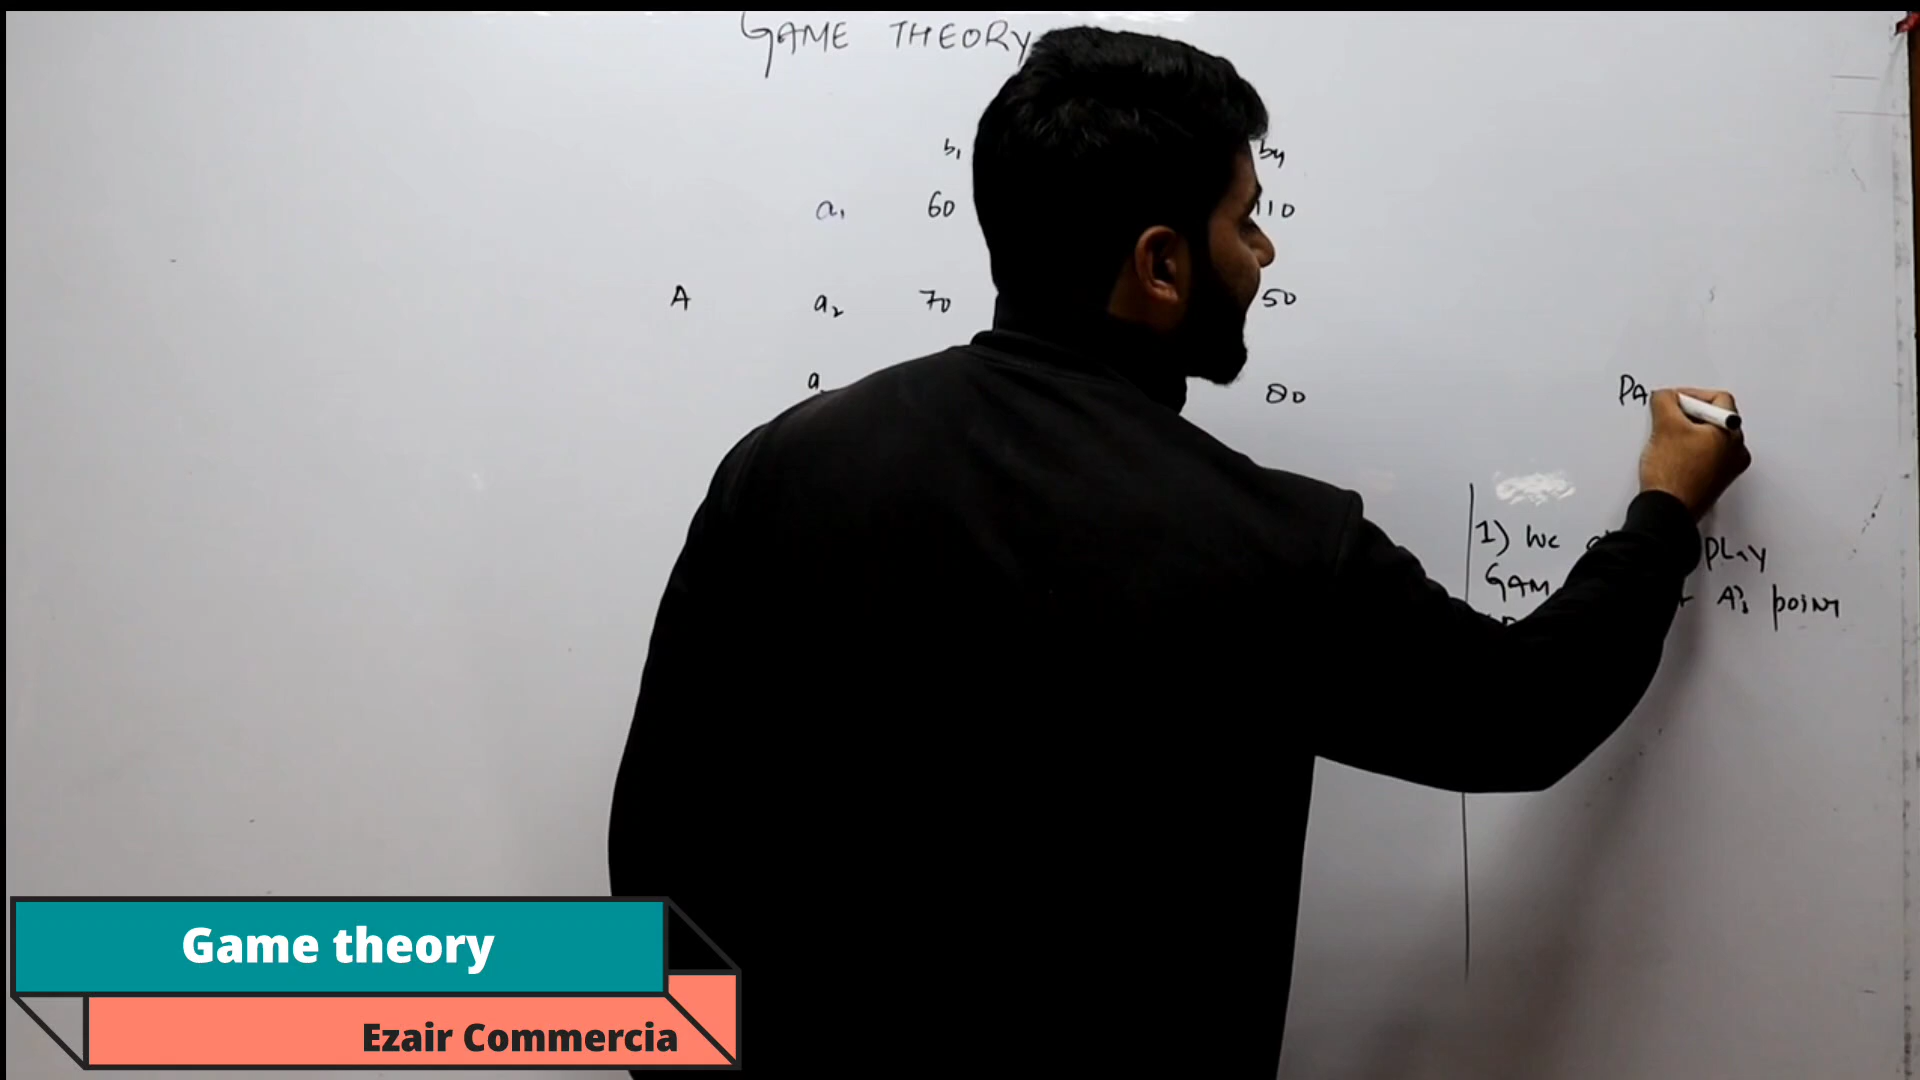 GAME THEORY
b1 b4
a1 60 110
A a2 70 50
a 80
PA
1) we play
GAM A's point
Game theory
Ezair Commercia